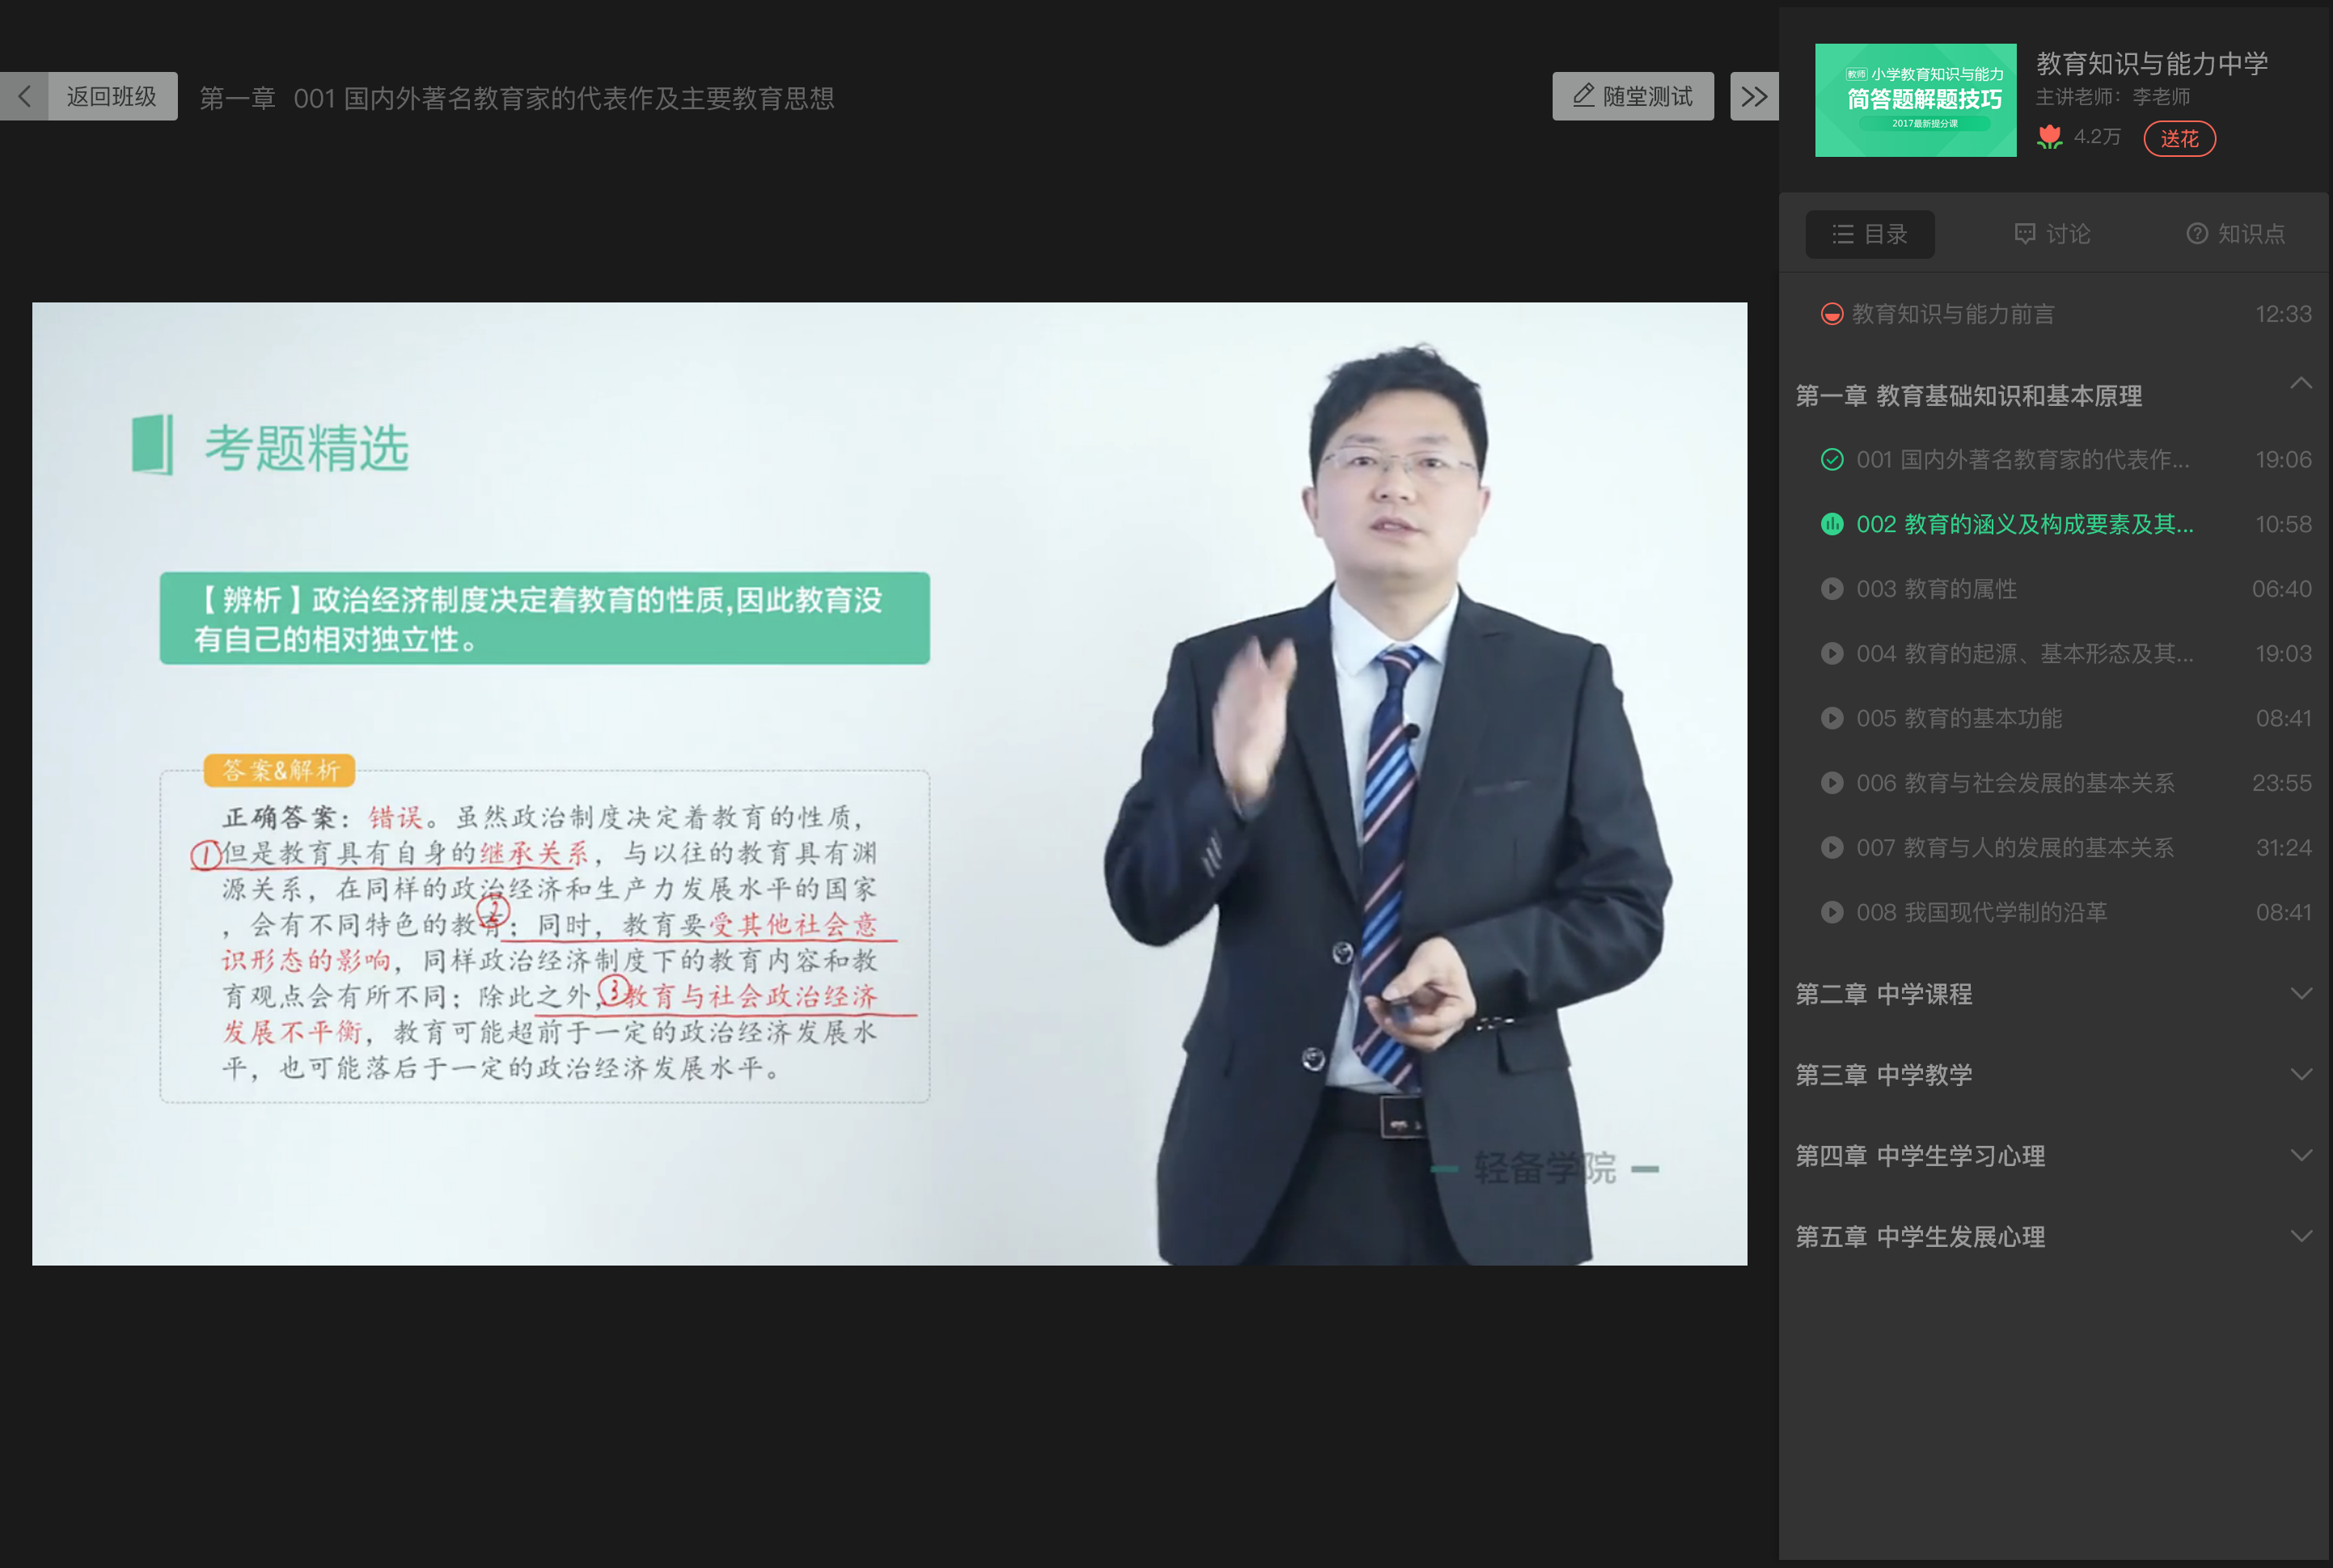 返回班级
第一章 001 国内外著名教育家的代表作及主要教育思想
随堂测试
考题精选
【辨析】政治经济制度决定着教育的性质,因此教育没
有自己的相对独立性。
答案&解析
正确答案：错误。虽然政治制度决定着教育的性质，
①但是教育具有自身的继承关系，与以往的教育具有渊
源关系，在同样的政治经济和生产力发展水平的国家
②
，会有不同特色的教育；同时，教育要受其他社会意
识形态的影响，同样政治经济制度下的教育内容和教
育观点会有所不同；除此之外，③教育与社会政治经济
发展不平衡，教育可能超前于一定的政治经济发展水
平，也可能落后于一定的政治经济发展水平。
轻备学院
教师 小学教育知识与能力
简答题解题技巧
2017最新提分课
教育知识与能力中学
主讲老师：李老师
4.2万 送花
目录 讨论 知识点
教育知识与能力前言 12:33
第一章 教育基础知识和基本原理
001 国内外著名教育家的代表作... 19:06
002 教育的涵义及构成要素及其... 10:58
003 教育的属性 06:40
004 教育的起源、基本形态及其... 19:03
005 教育的基本功能 08:41
006 教育与社会发展的基本关系 23:55
007 教育与人的发展的基本关系 31:24
008 我国现代学制的沿革 08:41
第二章 中学课程
第三章 中学教学
第四章 中学生学习心理
第五章 中学生发展心理